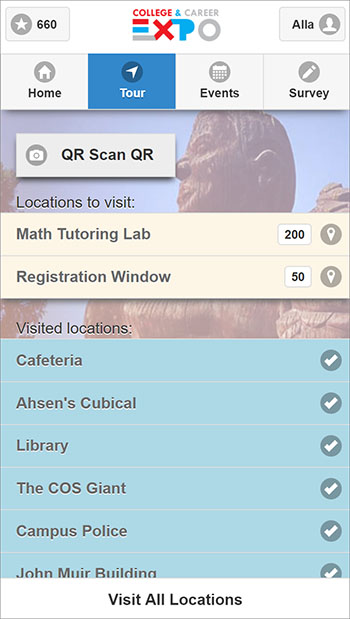 660
COLLEGE & CAREER
EXPO
Alla
Home
Tour
Events
Survey
QR Scan QR
Locations to visit:
Math Tutoring Lab
200
Registration Window
50
Visited locations:
Cafeteria
Ahsen's Cubical
Library
The COS Giant
Campus Police
John Muir Building
Visit All Locations